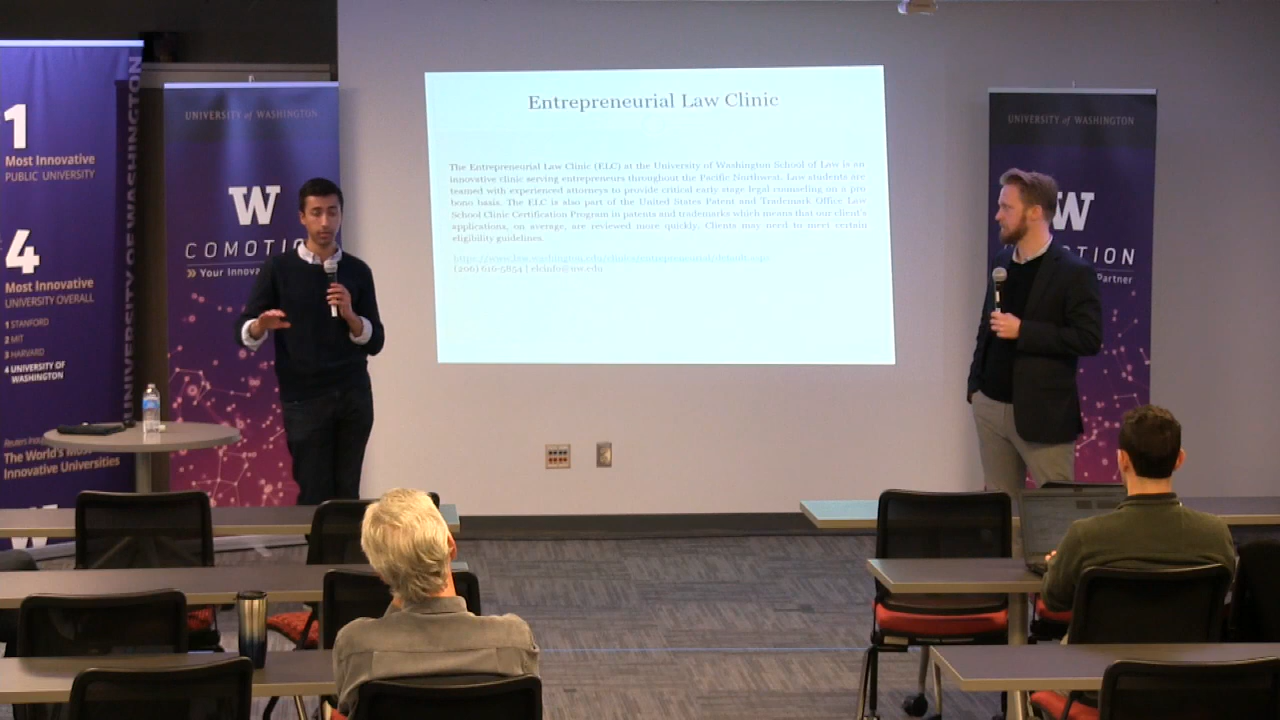 1
Most Innovative
PUBLIC UNIVERSITY
4
Most Innovative
UNIVERSITY OVERALL
1 STANFORD
2 MIT
3 HARVARD
4 UNIVERSITY OF
WASHINGTON
Reuters
The World's Most
Innovative Universities
W
UNIVERSITY OF WASHINGTON
UNIVERSITY of WASHINGTON
W
COMOTIO
» Your Innova
Entrepreneurial Law Clinic
The Entrepreneurial Law Clinic (ELC) at the University of Washington School of Law is an
innovative clinic serving entrepreneurs throughout the Pacific Northwest. Law students are
teamed with experienced attorneys to provide critical early stage legal counseling on a pro
bono basis. The ELC is also part of the United States Patent and Trademark Office Law
School Clinic Certification Program in patents and trademarks which means that our client's
applications, on average, are reviewed more quickly. Clients may need to meet certain
eligibility guidelines.
(206) 616-5854 | elcinfo@uw.edu
UNIVERSITY of WASHINGTON
W
MOTION
Partner